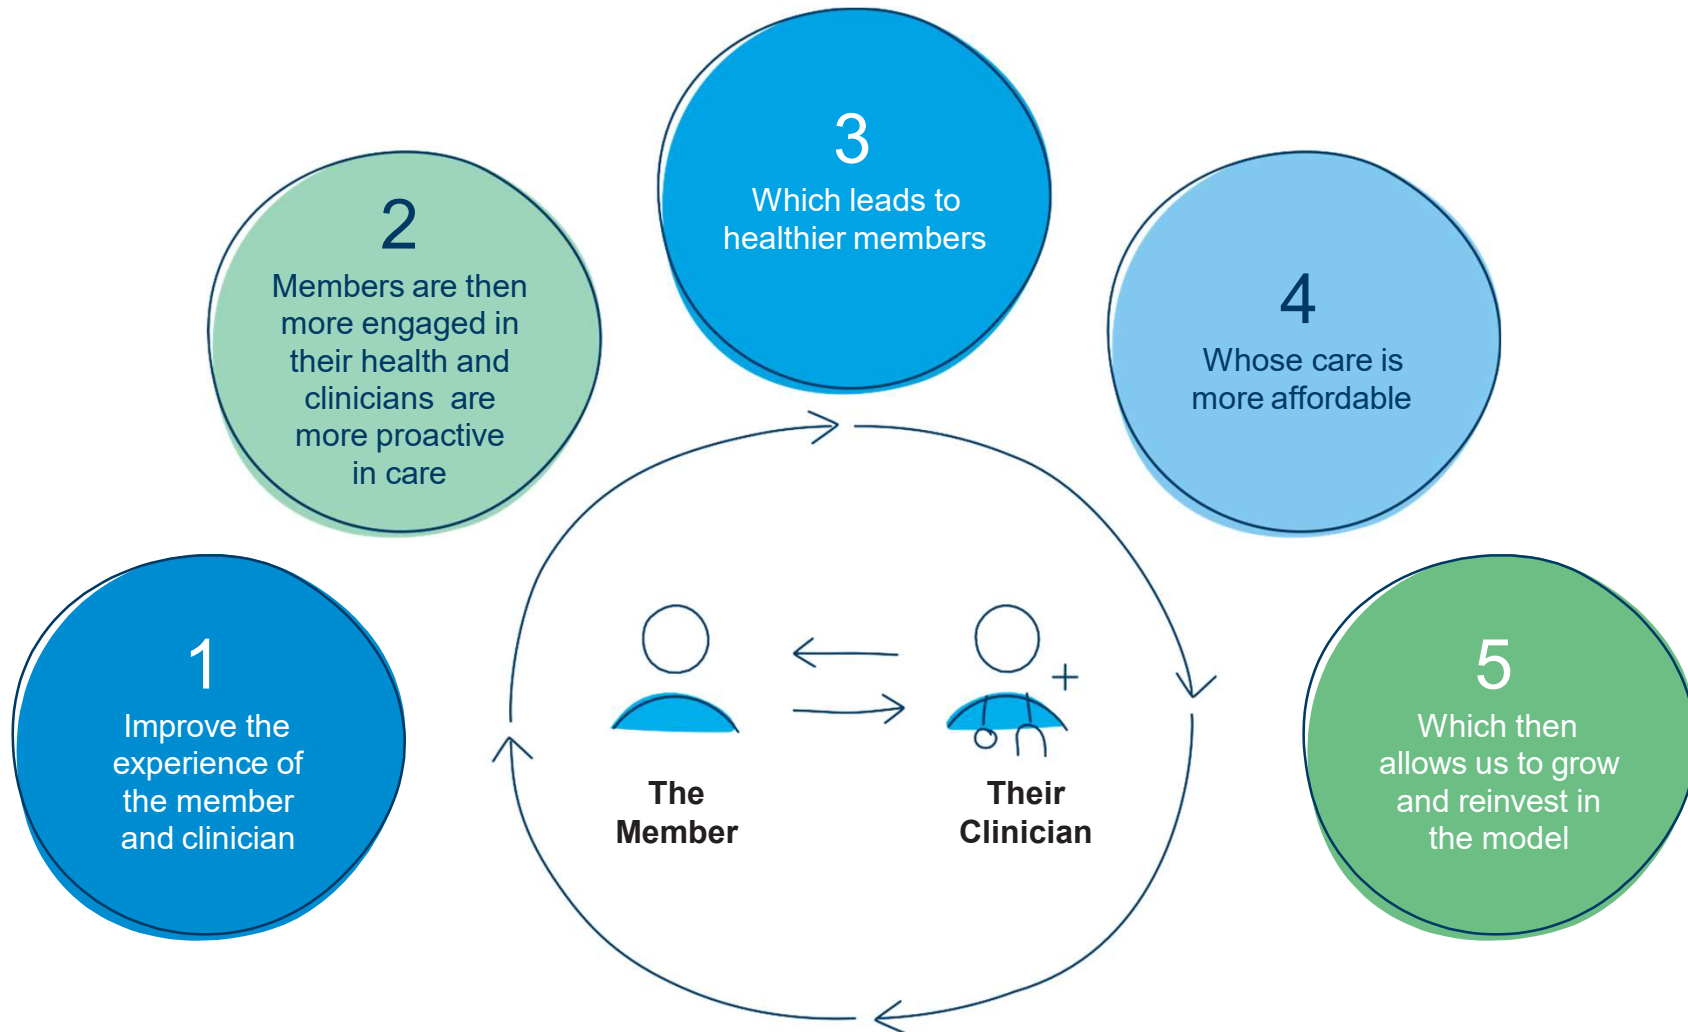 1
Improve the
experience of
the member
and clinician
2
Members are then
more engaged in
their health and
clinicians are
more proactive
in care
3
Which leads to
healthier members
4
Whose care is
more affordable
5
Which then
allows us to grow
and reinvest in
the model
The
Member
Their
Clinician